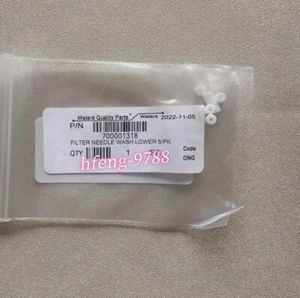 Waters Quality Parts Waters 2022-11-05
P/N
700001318
FILTER NEEDLE WASH LOWER 5/PK
QTY 1 Code
ONG
hfeng-9788